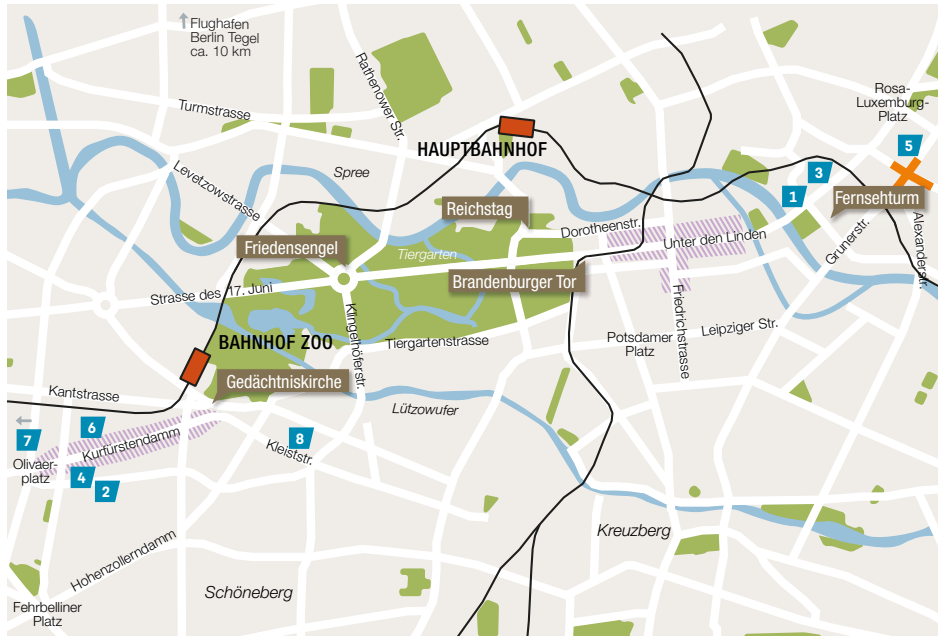 Flughafen
Berlin Tegel
ca. 10 km
Rathenower Str.
Turmstrasse
Rosa-
Luxemburg-
Platz
5
HAUPTBAHNHOF
Levetzowstrasse
Spree
3
1
Fernsehturm
Reichstag
Dorotheenstr.
Unter den Linden
Grunerstr.
Alexanderstr.
Friedensengel
Tiergarten
Brandenburger Tor
Strasse des 17. Juni
Klingelhöferstr.
Friedrichstrasse
Leipziger Str.
Potsdamer
Platz
BAHNHOF ZOO
Tiergartenstrasse
Gedächtniskirche
Kantstrasse
Lützowufer
7
6
Kurfürstendamm
8
Kleiststr.
Olivaer-
platz
4
2
Kreuzberg
Hohenzollerndamm
Schöneberg
Fehrbelliner
Platz